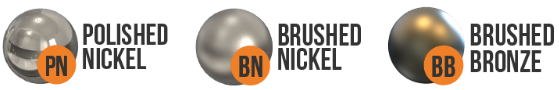 PN POLISHED
NICKEL
BN BRUSHED
NICKEL
BB BRUSHED
BRONZE